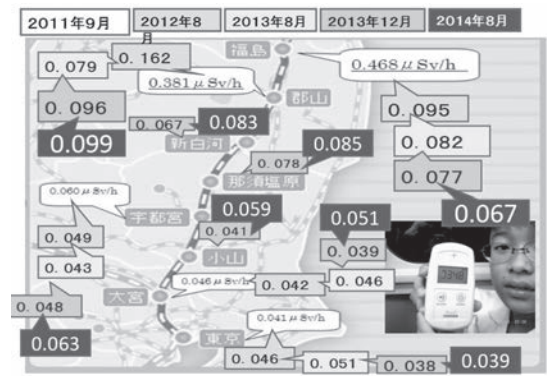 2011年9月 2012年8月 2013年8月 2013年12月 2014年8月
福島
0.079 0.162
0.381μSv/h 0.468μSv/h
郡山
0.096 0.095
0.067 0.083
0.099 0.082
新白河 0.085
0.078 0.077
那須塩原
0.060μSv/h 0.059 0.051 0.067
宇都宮
0.049 0.041 0.039
小山
0.043 0.046μSv/h 0.042 0.046
大宮
0.048
0.041μSv/h
0.063 東京
0.046 0.051 0.038 0.039